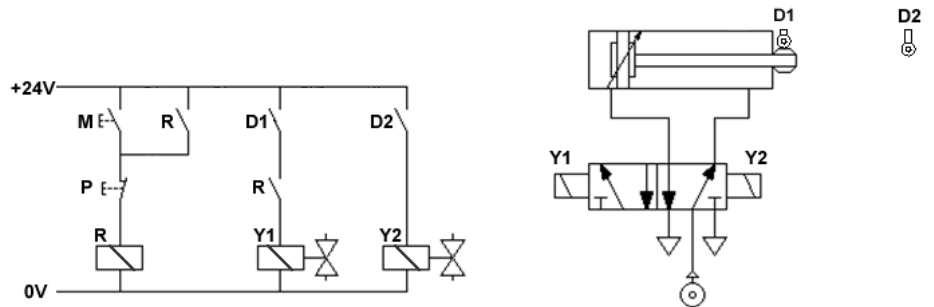 D1 D2
+24V
M R D1 D2
P R
R Y1 Y2
0V
Y1 Y2